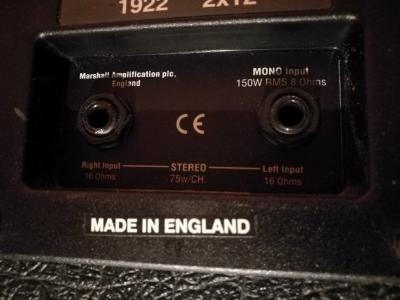 1922 2x12
Marshall Amplification plc,
England
MONO Input
150W RMS 8 Ohms
CE
Right Input
16 Ohms
STEREO
75w/CH.
Left Input
16 Ohms
MADE IN ENGLAND